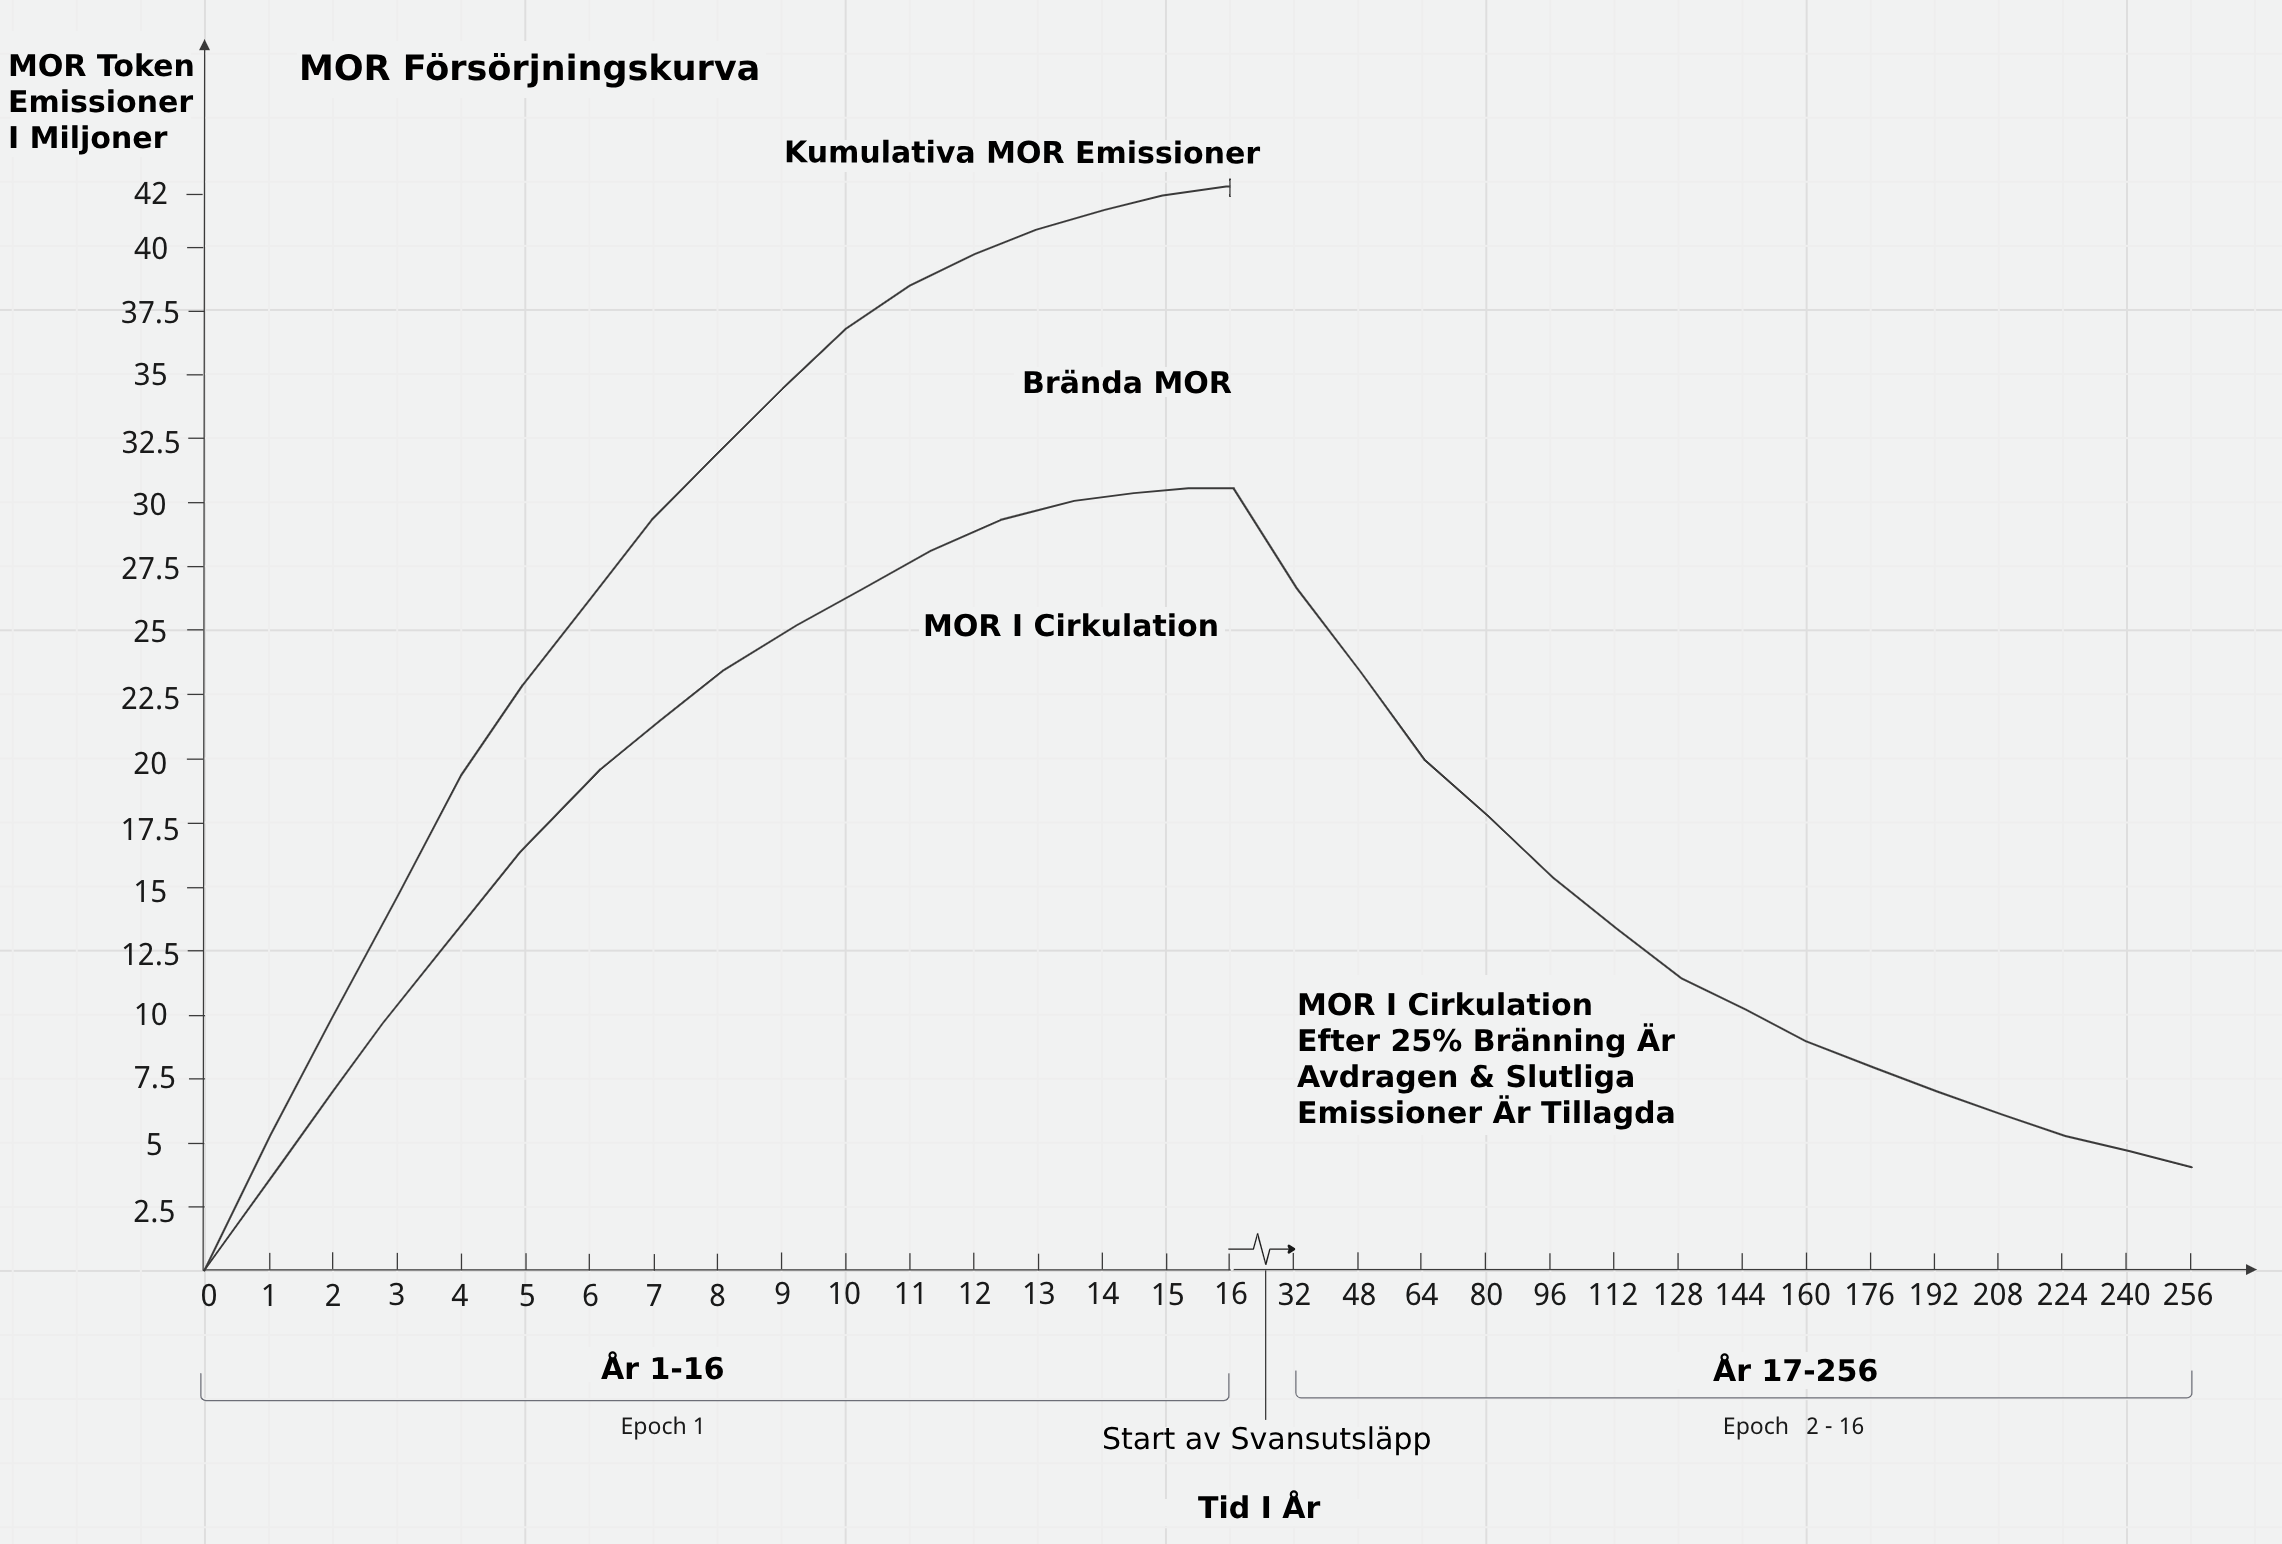 MOR Token
Emissioner
I Miljoner
MOR Försörjningskurva
Kumulativa MOR Emissioner
42
40
37.5
35
Brända MOR
32.5
30
27.5
25
MOR I Cirkulation
22.5
20
17.5
15
12.5
10
7.5
5
2.5
MOR I Cirkulation
Efter 25% Bränning Är
Avdragen & Slutliga
Emissioner Är Tillagda
0 1 2 3 4 5 6 7 8 9 10 11 12 13 14 15 16 32 48 64 80 96 112 128 144 160 176 192 208 224 240 256
År 1-16
År 17-256
Epoch 1
Epoch 2 - 16
Start av Svansutsläpp
Tid I År